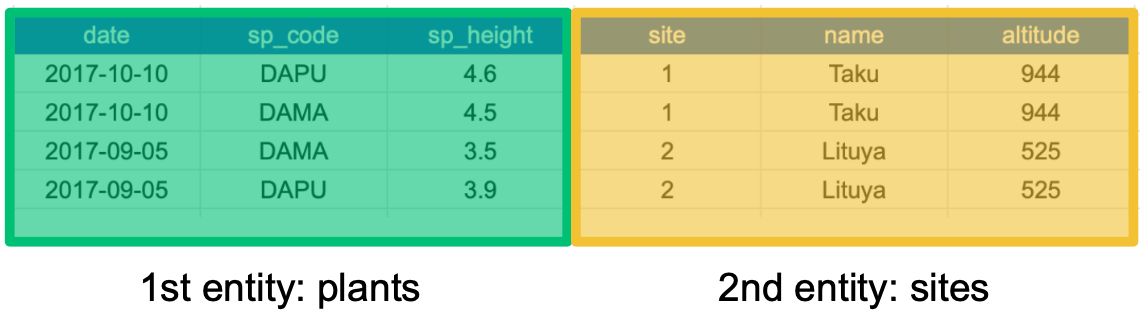 date sp_code sp_height site name altitude
2017-10-10 DAPU 4.6 1 Taku 944
2017-10-10 DAMA 4.5 1 Taku 944
2017-09-05 DAMA 3.5 2 Lituya 525
2017-09-05 DAPU 3.9 2 Lituya 525
1st entity: plants 2nd entity: sites